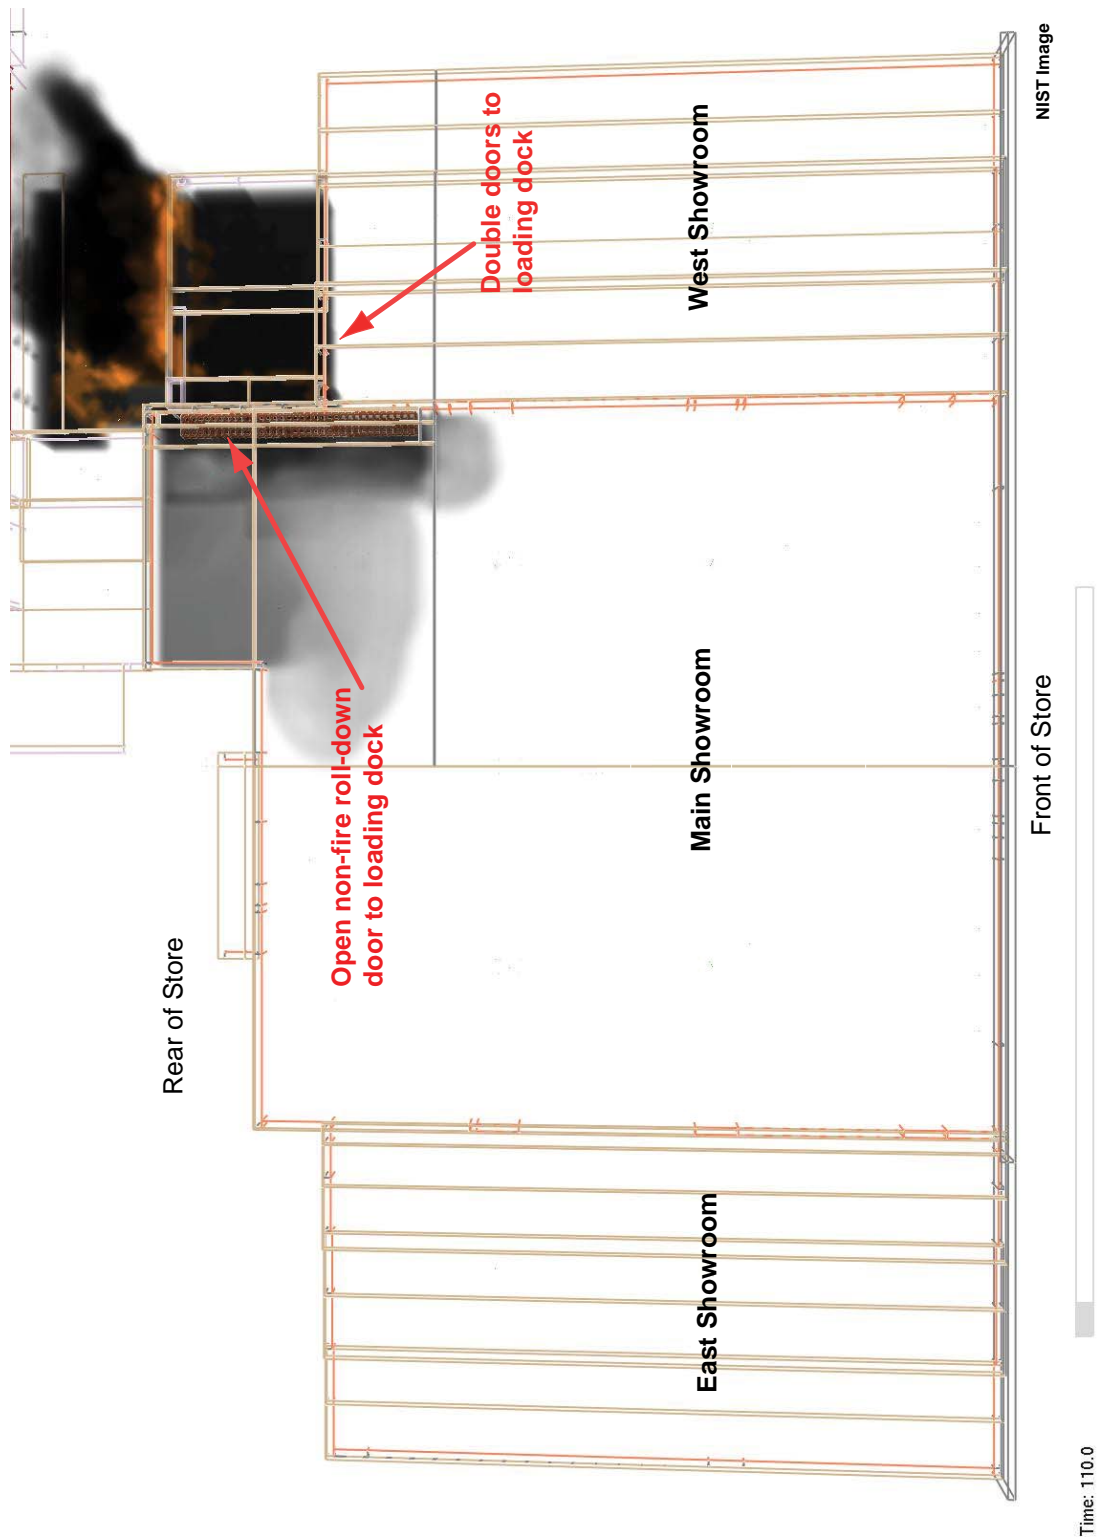 Rear of Store
Open non-fire roll-down
door to loading dock
Double doors to
loading dock
East Showroom
Main Showroom
West Showroom
Front of Store
NIST Image
Time: 110.0